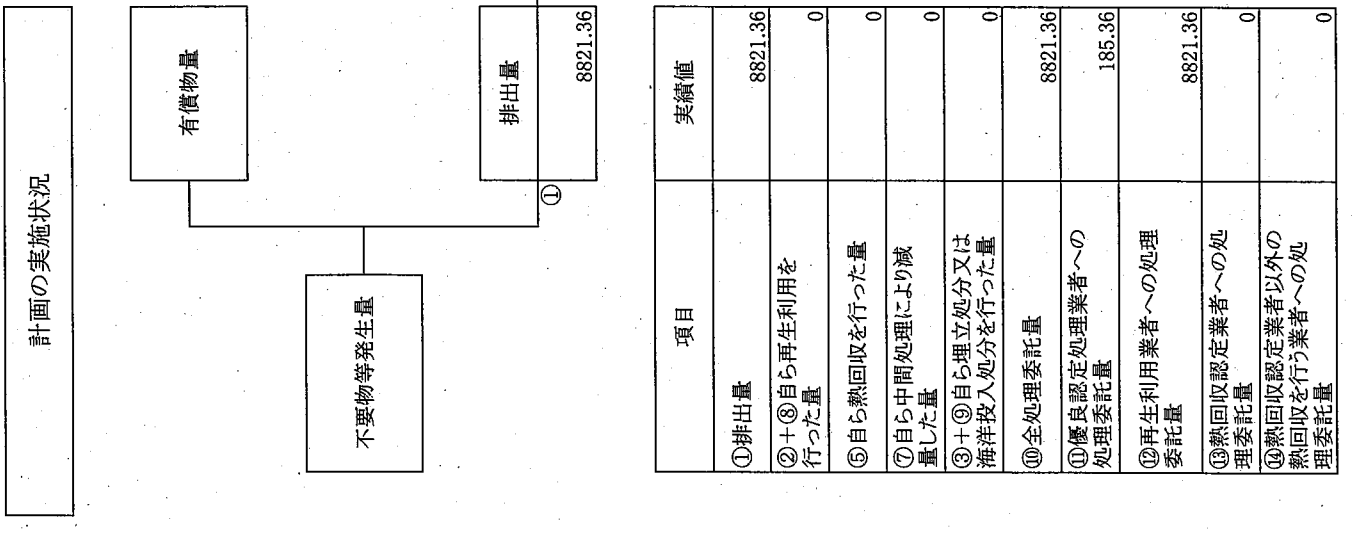 計画の実施状況
有償物量
不要物等発生量
排出量
①
8821.36
項目 実績値
①排出量 8821.36
②+⑧自ら再生利用を
行った量 0
⑤自ら熱回収を行った量 0
⑦自ら中間処理により減
量した量 0
③+⑨自ら埋立処分又は
海洋投入処分を行った量 0
⑩全処理委託量 8821.36
⑪優良認定処理業者への
処理委託量 185.36
⑫再生利用業者への処理
委託量 8821.36
⑬熱回収認定業者への処
理委託量 0
⑭熱回収認定業者以外の
熱回収を行う業者への処
理委託量 0